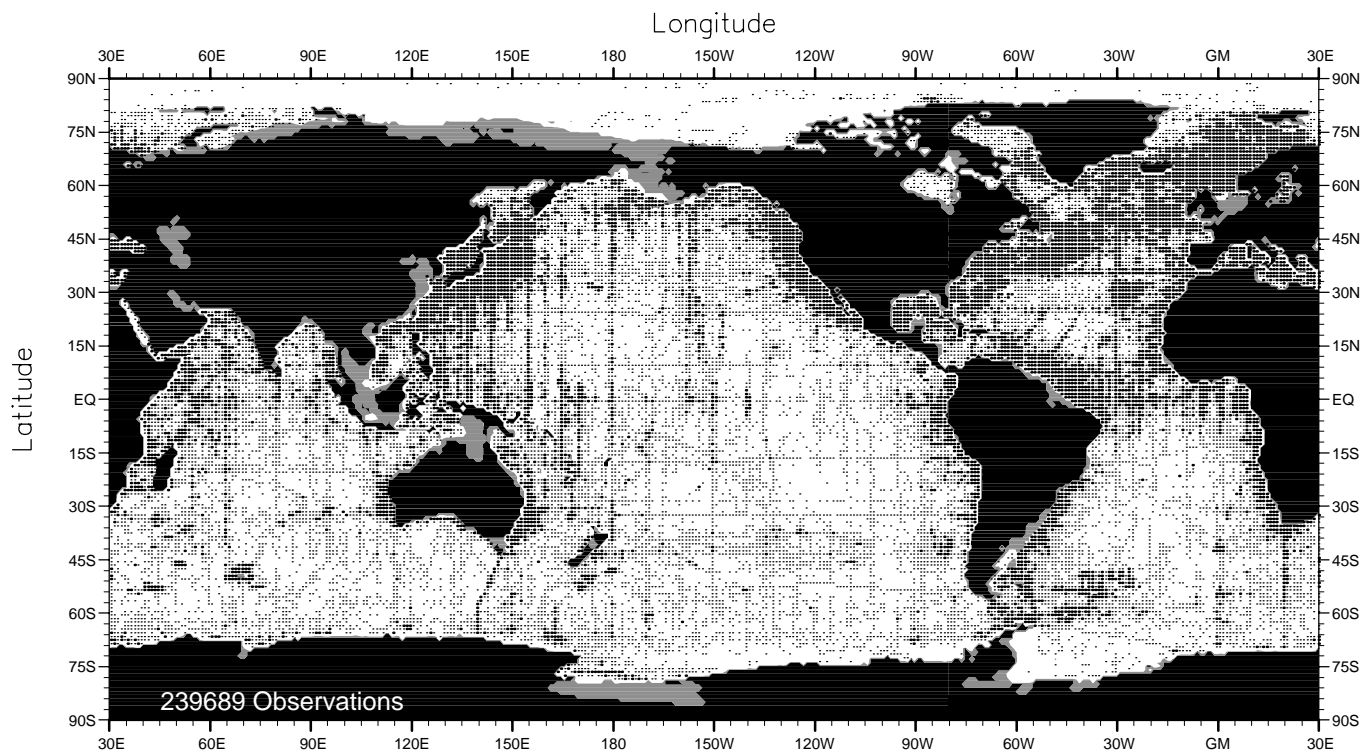 Longitude
30E 60E 90E 120E 150E 180 150W 120W 90W 60W 30W GM 30E
90N 90N
75N 75N
60N 60N
45N 45N
30N 30N
15N 15N
EQ EQ
Latitude
15S 15S
30S 30S
45S 45S
60S 60S
75S 75S
239689 Observations
90S 90S
30E 60E 90E 120E 150E 180 150W 120W 90W 60W 30W GM 30E